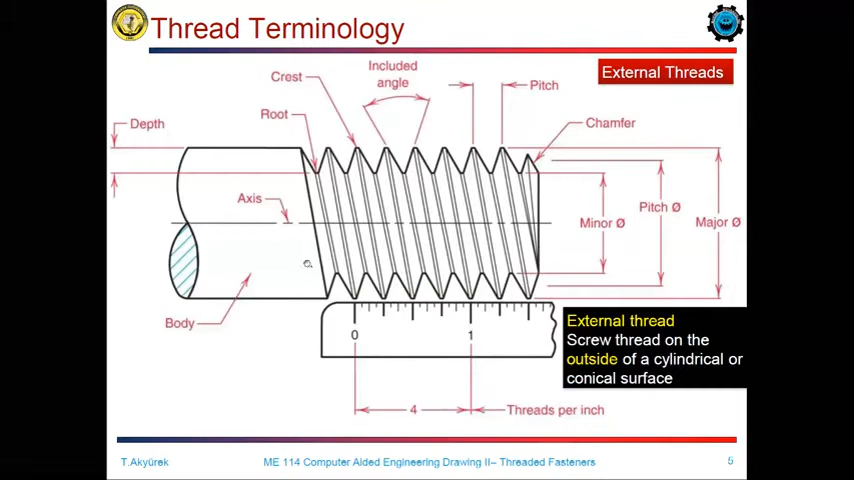 Thread Terminology
External Threads
Included
angle
Crest
Pitch
Root
Depth
Chamfer
Axis
Minor Ø
Pitch Ø
Major Ø
Body
0
1
External thread
Screw thread on the
outside of a cylindrical or
conical surface
4
Threads per inch
T.Akyürek
ME 114 Computer Aided Engineering Drawing II– Threaded Fasteners
5